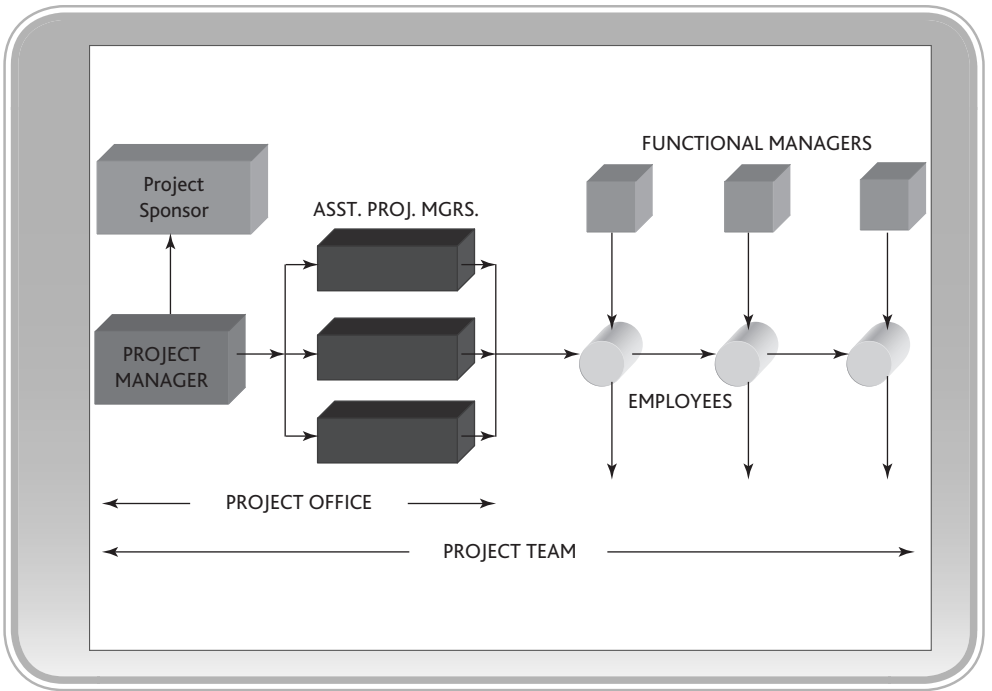 FUNCTIONAL MANAGERS
Project
Sponsor
ASST. PROJ. MGRS.
PROJECT
MANAGER
EMPLOYEES
PROJECT OFFICE
PROJECT TEAM